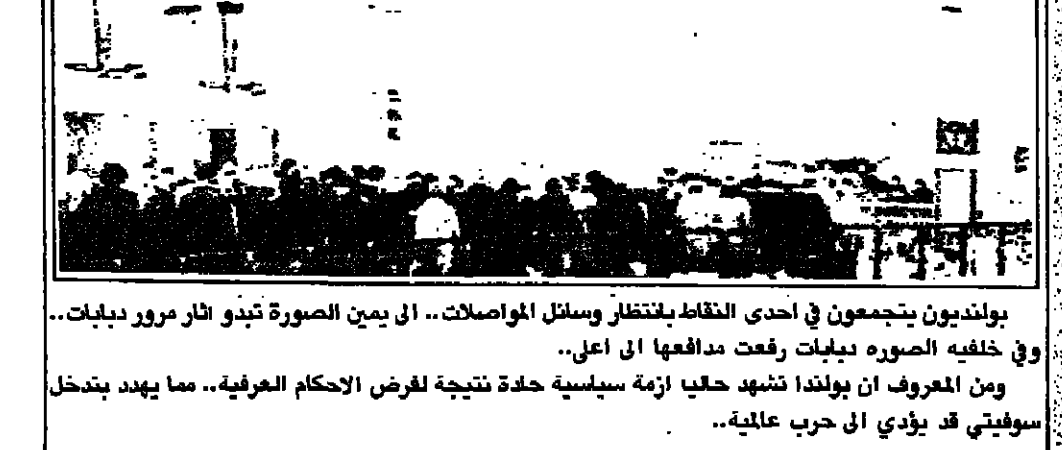 بولنديون يتجمعون في احدى النقاط بانتظار وسائل المواصلات.. الى يمين الصورة تبدو اثار مرور دبابات..
وفي خلفيه الصوره دبابات رفعت مدافعها الى اعلى..
ومن المعروف ان بولندا تشهد حاليا ازمة سياسية حادة نتيجة لفرض الاحكام العرفية.. مما يهدد بتدخل
سوفيتي قد يؤدي الى حرب عالمية..